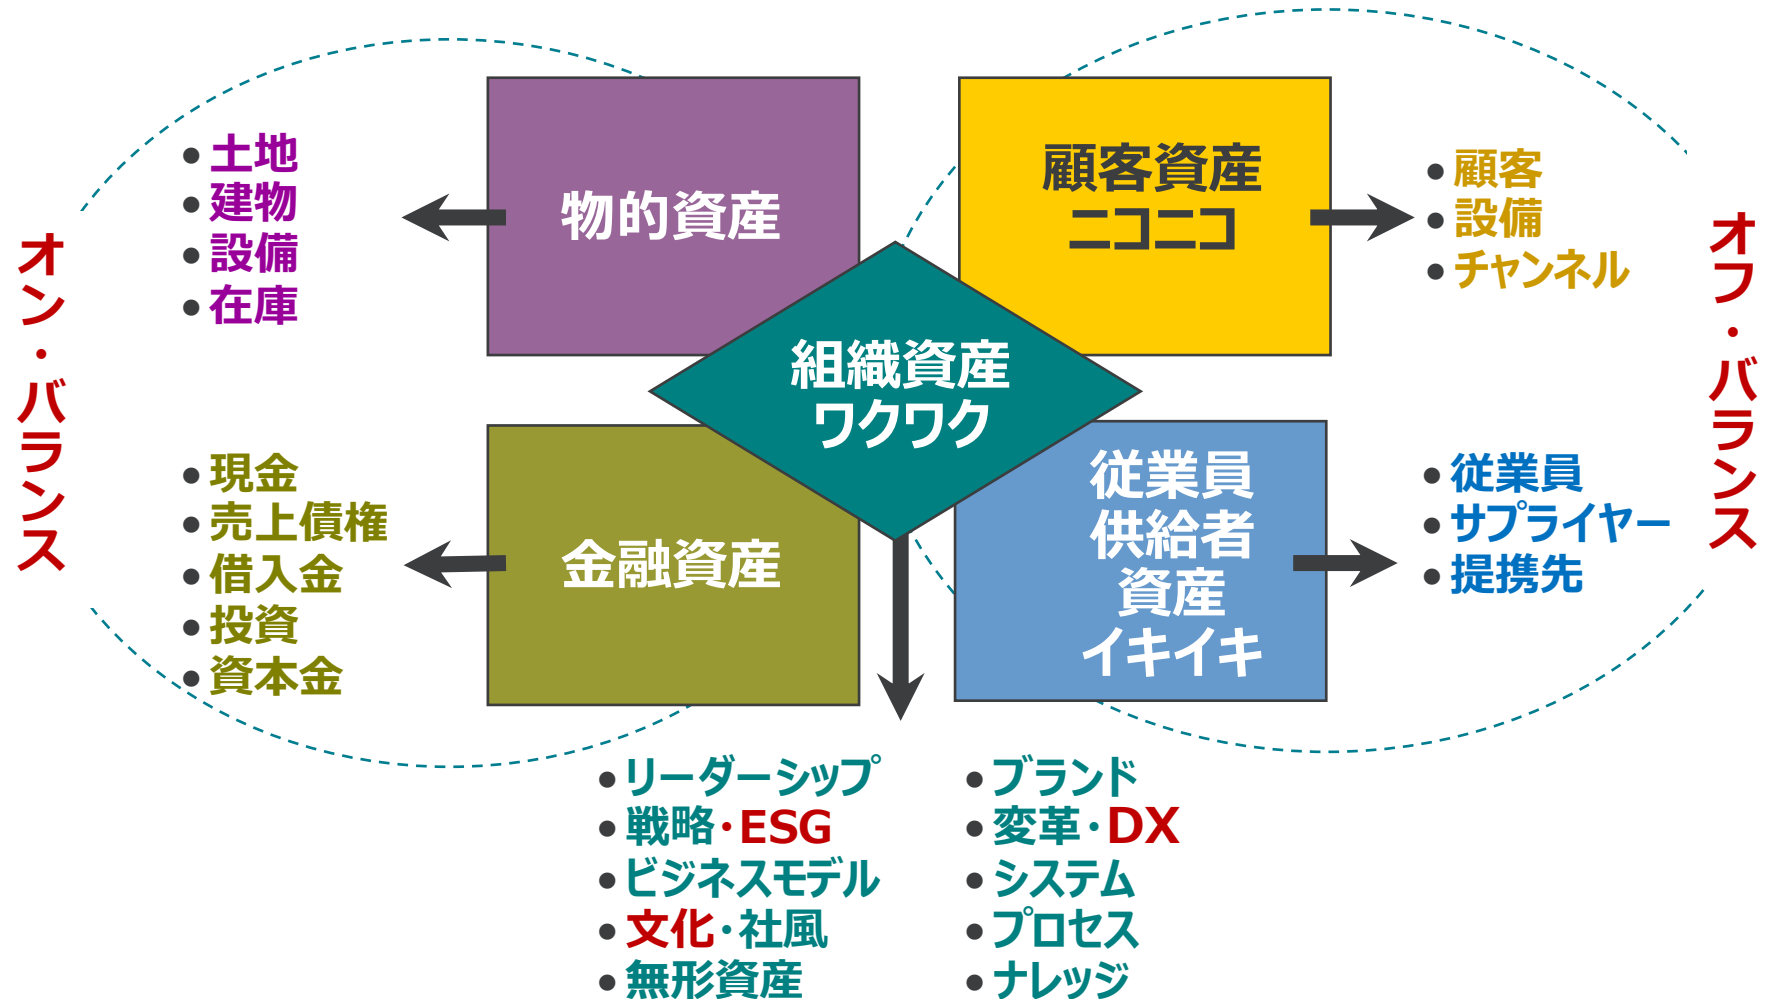 オン・バランス
● 土地
● 建物
● 設備
● 在庫
物的資産
顧客資産
ニコニコ
● 顧客
● 設備
● チャンネル
オフ・バランス
組織資産
ワクワク
● 現金
● 売上債権
● 借入金
● 投資
● 資本金
金融資産
従業員
供給者
資産
イキイキ
● 従業員
● サプライヤー
● 提携先
● リーダーシップ
● 戦略・ESG
● ビジネスモデル
● 文化・社風
● 無形資産
● ブランド
● 変革・DX
● システム
● プロセス
● ナレッジ